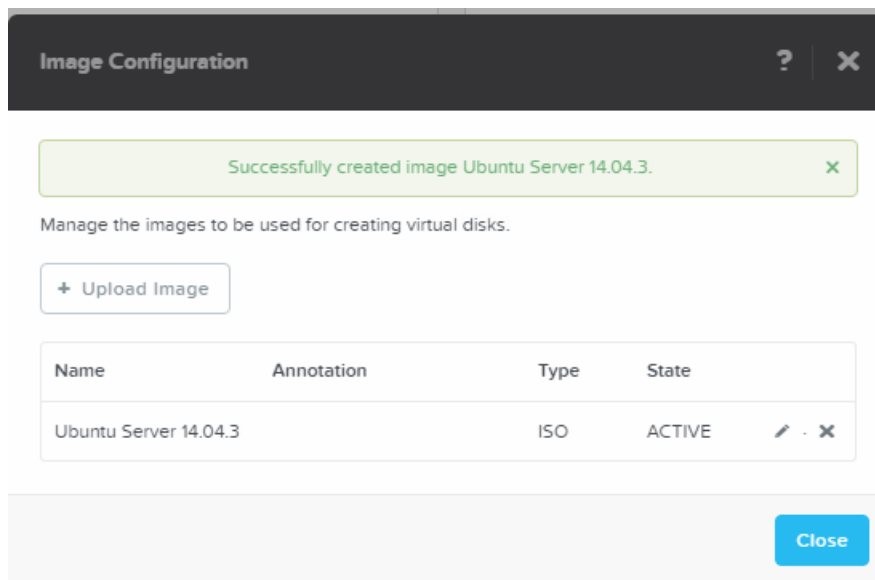 Image Configuration ?
Successfully created image Ubuntu Server 14.04.3.
Manage the images to be used for creating virtual disks.
+ Upload Image
Name Annotation Type State
Ubuntu Server 14.04.3 ISO ACTIVE
Close